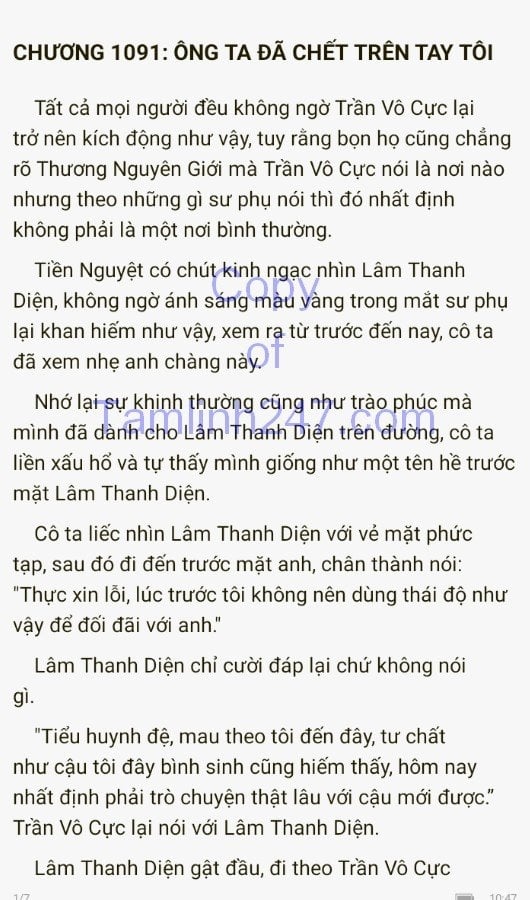 CHƯƠNG 1091: ÔNG TA ĐÃ CHẾT TRÊN TAY TÔI
Tất cả mọi người đều không ngờ Trần Vô Cực lại
trở nên kích động như vậy, tuy rằng bọn họ cũng chẳng
rõ Thương Nguyên Giới mà Trần Vô Cực nói là nơi nào
nhưng theo những gì sư phụ nói thì đó nhất định
không phải là một nơi bình thường.
Tiền Nguyệt có chút kinh ngạc nhìn Lâm Thanh
Diện, không ngờ ánh sáng màu vàng trong mắt sư phụ
lại khan hiếm như vậy, xem ra từ trước đến nay, cô ta
đã xem nhẹ anh chàng này.
Nhớ lại sự khinh thường cũng như trào phúc mà
mình đã dành cho Lâm Thanh Diện trên đường, cô ta
liền xấu hổ và tự thấy mình giống như một tên hề trước
mặt Lâm Thanh Diện.
Cô ta liếc nhìn Lâm Thanh Diện với vẻ mặt phức
tạp, sau đó đi đến trước mặt anh, chân thành nói:
"Thực xin lỗi, lúc trước tôi không nên dùng thái độ như
vậy để đối đãi với anh."
Lâm Thanh Diện chỉ cười đáp lại chứ không nói
gì.
"Tiểu huynh đệ, mau theo tôi đến đây, tư chất
như cậu tôi đây bình sinh cũng hiếm thấy, hôm nay
nhất định phải trò chuyện thật lâu với cậu mới được.”
Trần Vô Cực lại nói với Lâm Thanh Diện.
Lâm Thanh Diện gật đầu, đi theo Trần Vô Cực
1/7 10:47
Copy
of
Tamlinh247.com